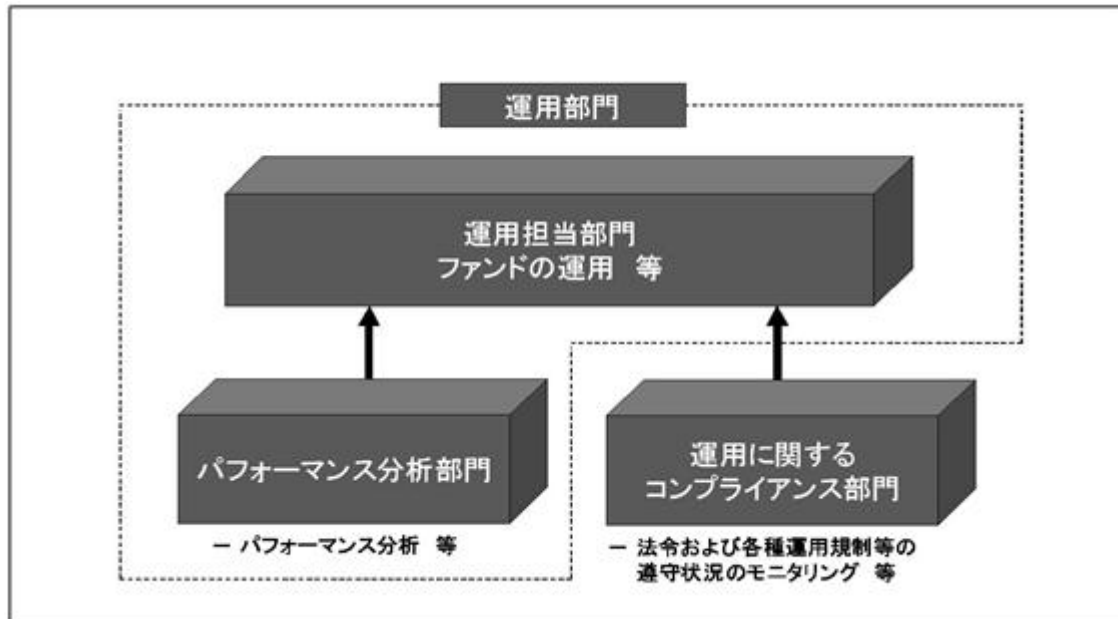 運用部門
運用担当部門
ファンドの運用　等
パフォーマンス分析部門
－ パフォーマンス分析　等
運用に関する
コンプライアンス部門
－ 法令および各種運用規制等の
遵守状況のモニタリング　等